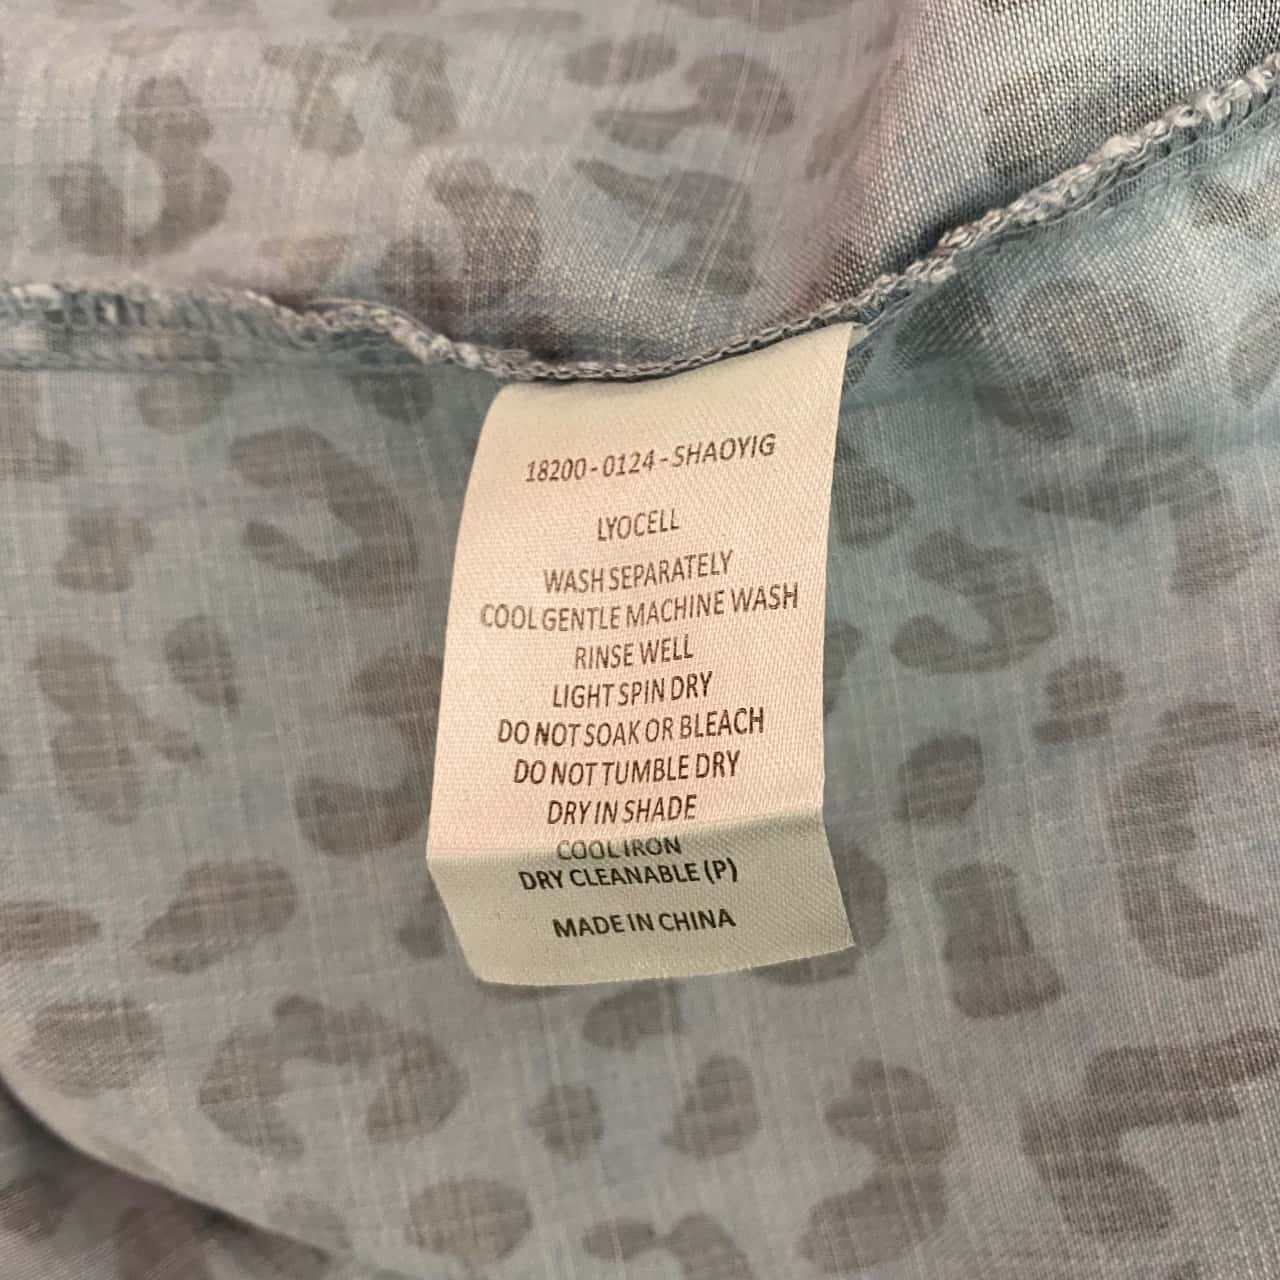 18200-0124-SHAOYIG
LYOCELL
WASH SEPARATELY
COOL GENTLE MACHINE WASH
RINSE WELL
LIGHT SPIN DRY
DO NOT SOAK OR BLEACH
DO NOT TUMBLE DRY
DRY IN SHADE
COOL IRON
DRY CLEANABLE (P)
MADE IN CHINA